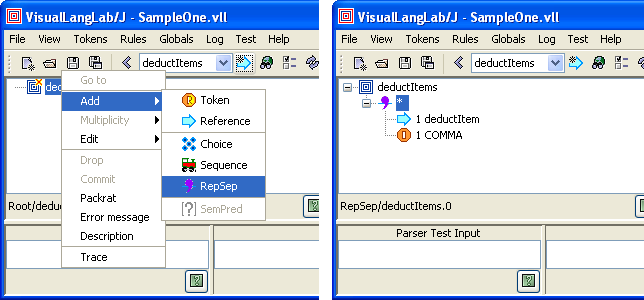 VisualLangLab/J - SampleOne.vll
File View Tokens Rules Globals Log Test Help
deductItems
ded
Go to
Add
Multiplicity
Edit
Drop
Commit
Packrat
Error message
Description
Trace
Token
Reference
Choice
Sequence
RepSep
[?] SemPred
Root/deduc
VisualLangLab/J - SampleOne.vll
File View Tokens Rules Globals Log Test Help
deductItems
deductItems
*
1 deductItem
1 COMMA
RepSep/deductItems.0
Parser Test Input